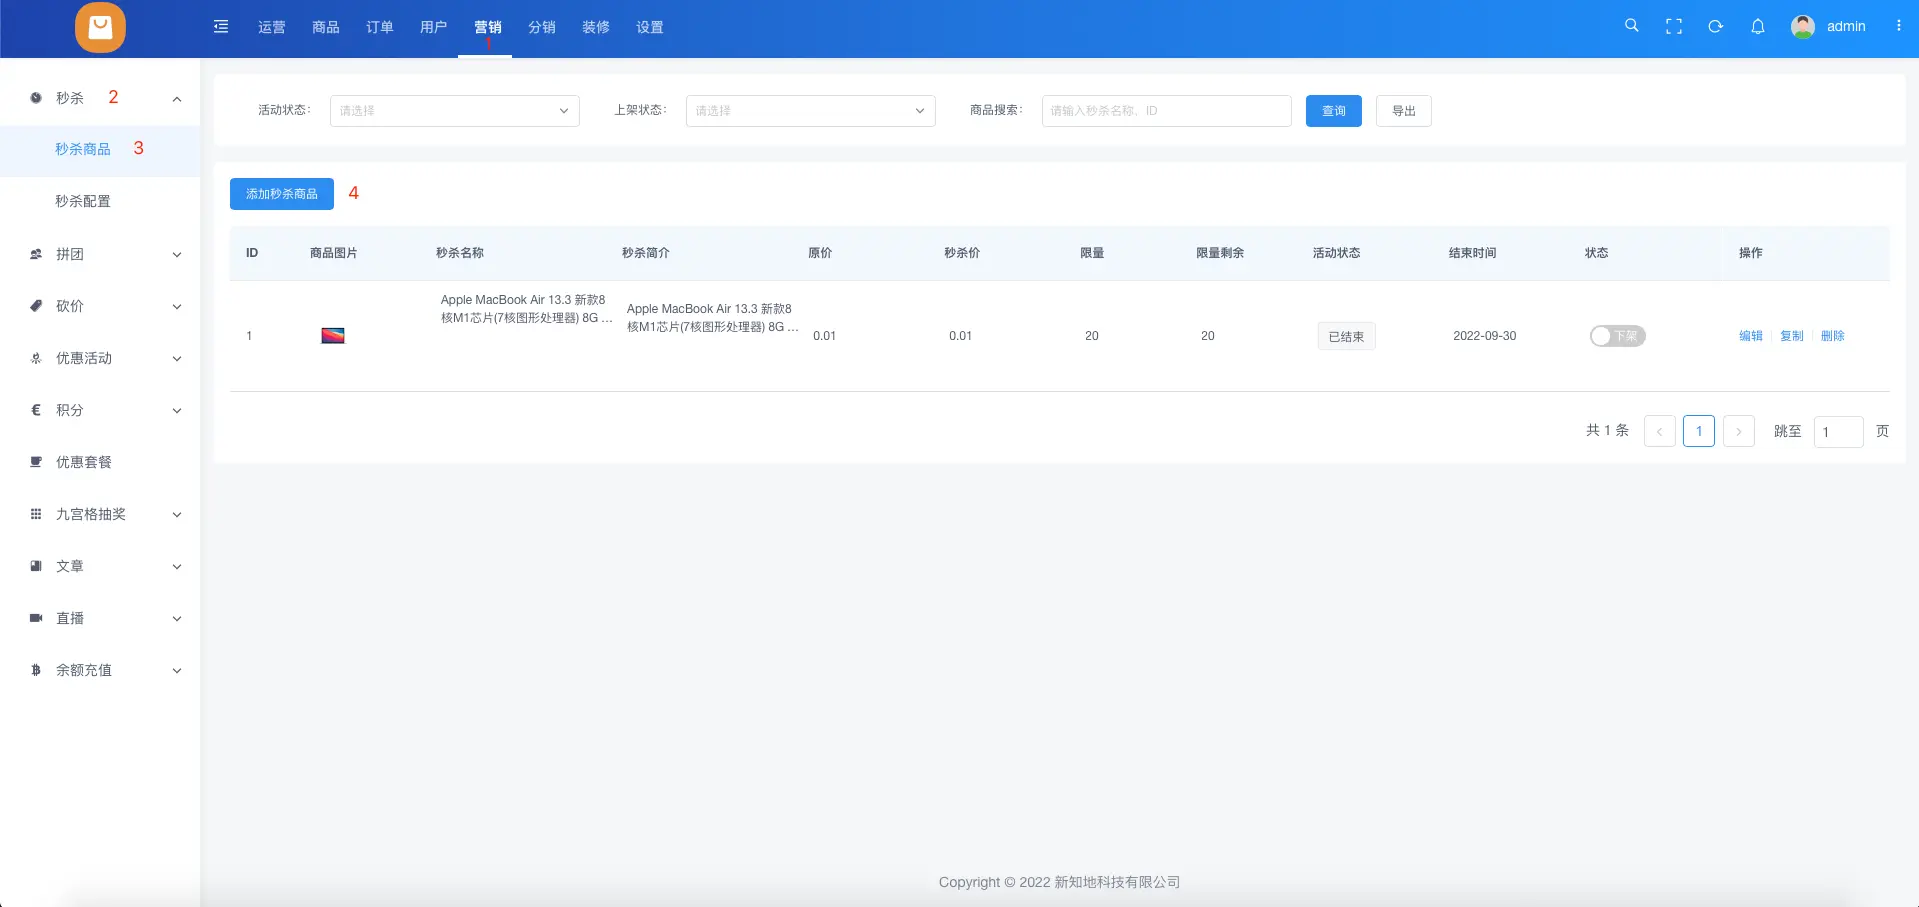 运营 商品 订单 用户 营销 分销 装修 设置 admin
1
秒杀 2
秒杀商品 3
秒杀配置
拼团
砍价
优惠活动
积分
优惠套餐
九宫格抽奖
文章
直播
余额充值
活动状态: 请选择 上架状态: 请选择 商品搜索: 请输入秒杀名称、ID 查询 导出
添加秒杀商品 4
ID 商品图片 秒杀名称 秒杀简介 原价 秒杀价 限量 限量剩余 活动状态 结束时间 状态 操作
1 Apple MacBook Air 13.3 新款8核M1芯片(7核图形处理器) 8G ... Apple MacBook Air 13.3 新款8核M1芯片(7核图形处理器) 8G ... 0.01 0.01 20 20 已结束 2022-09-30 下架 编辑 复制 删除
共 1 条 < 1 > 跳至 1 页
Copyright © 2022 新知地科技有限公司